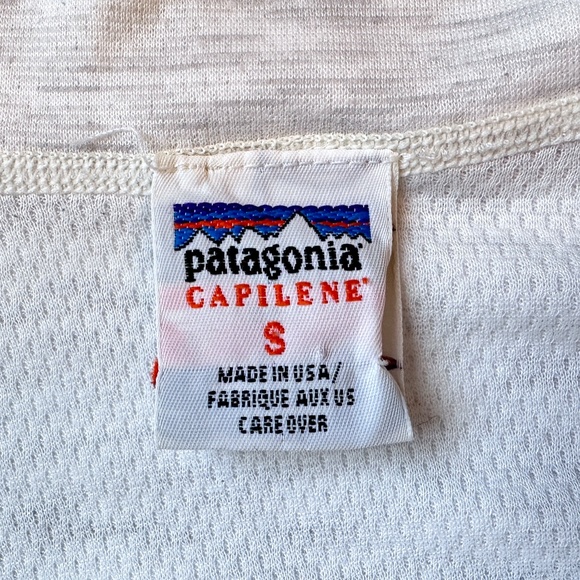 patagonia®
CAPILENE®
S
MADE IN USA/
FABRIQUE AUX US
CARE OVER